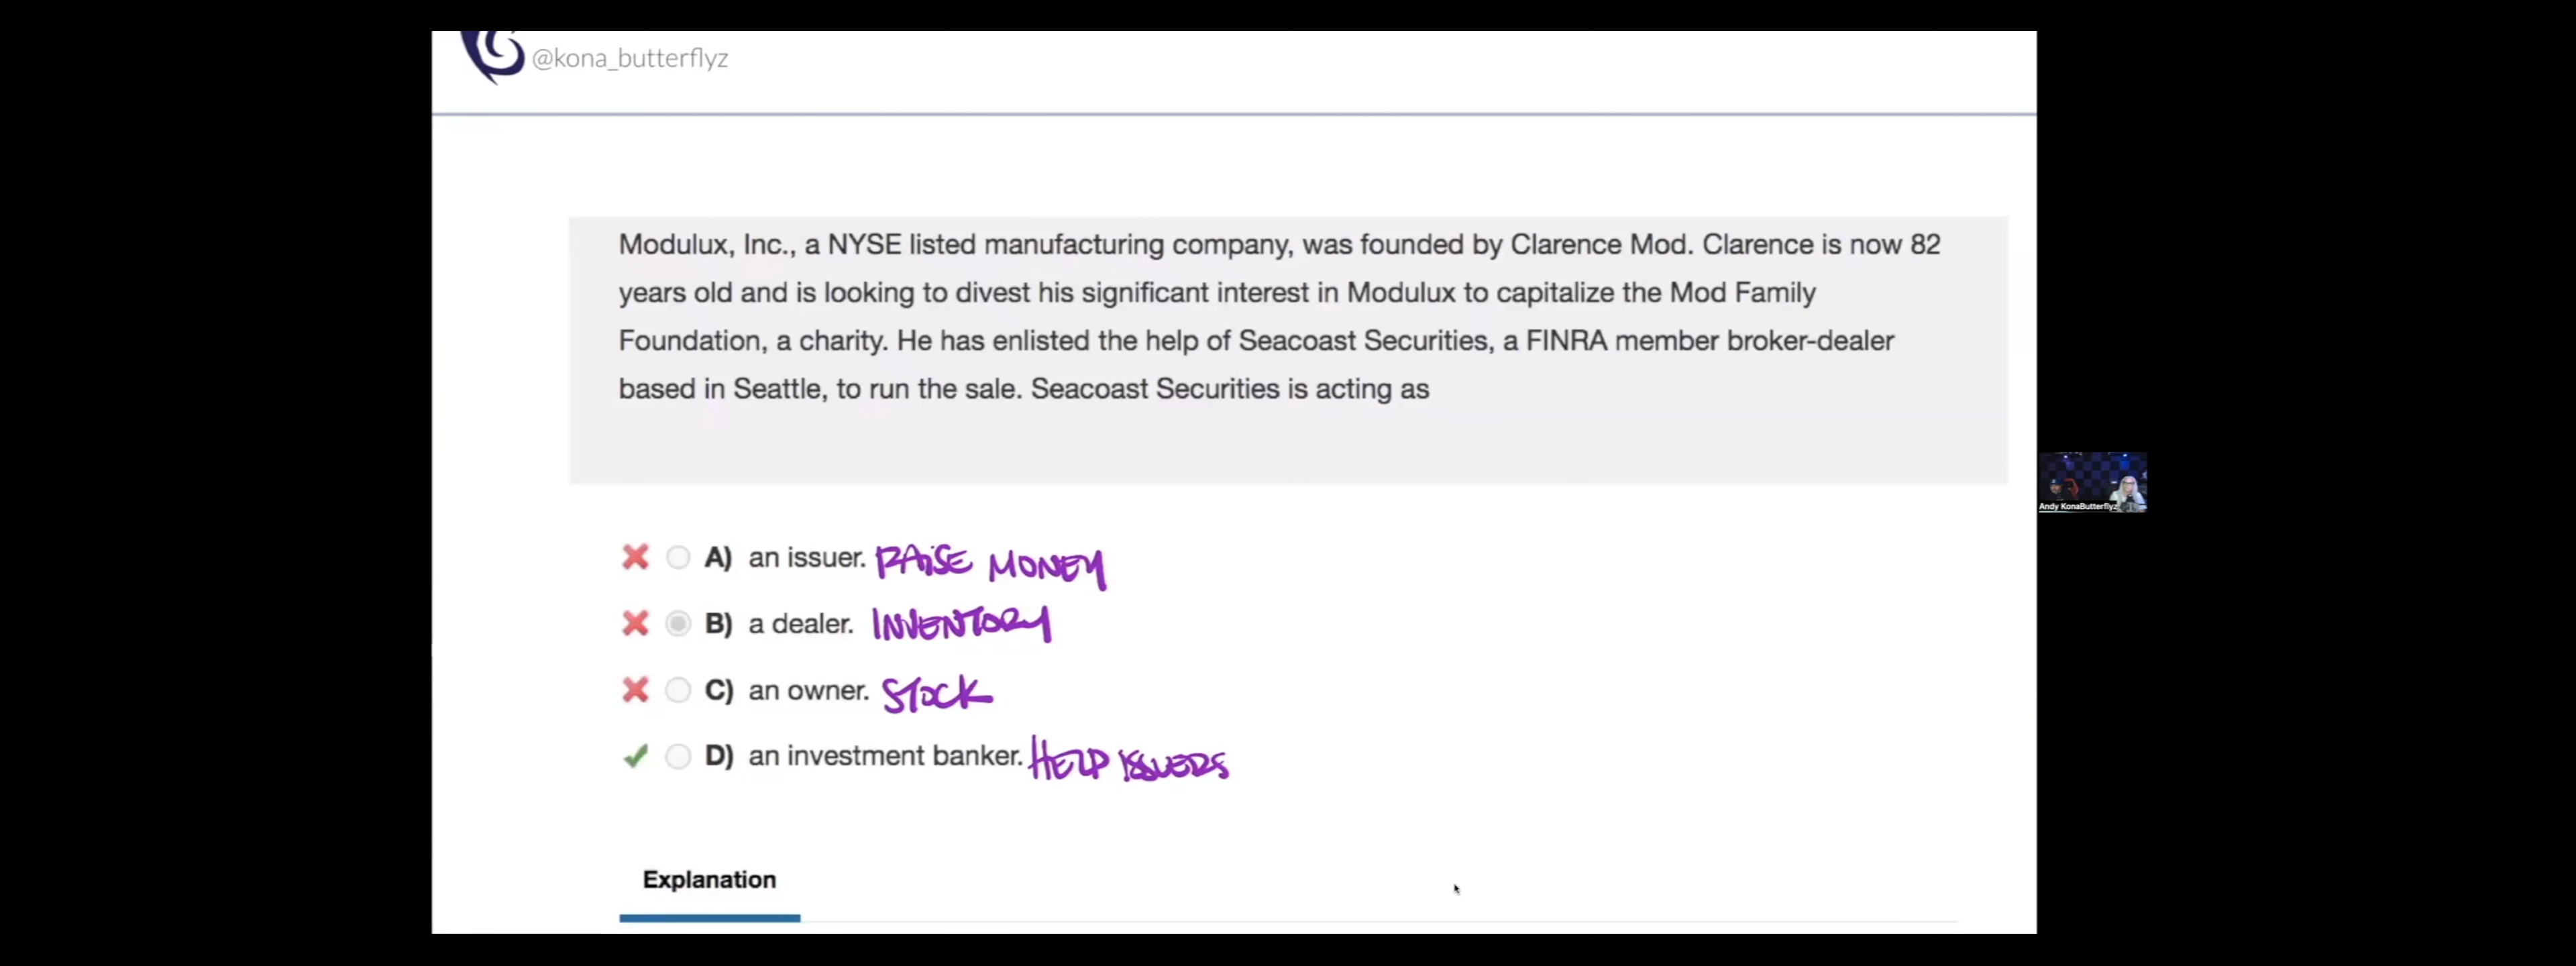 @kona_butterflyz
Modulux, Inc., a NYSE listed manufacturing company, was founded by Clarence Mod. Clarence is now 82
years old and is looking to divest his significant interest in Modulux to capitalize the Mod Family
Foundation, a charity. He has enlisted the help of Seacoast Securities, a FINRA member broker-dealer
based in Seattle, to run the sale. Seacoast Securities is acting as
A) an issuer. RAISE MONEY
B) a dealer. INVENTORY
Andy KonaButterflyz
C) an owner. STOCK
D) an investment banker. HELP ISSUERS
Explanation